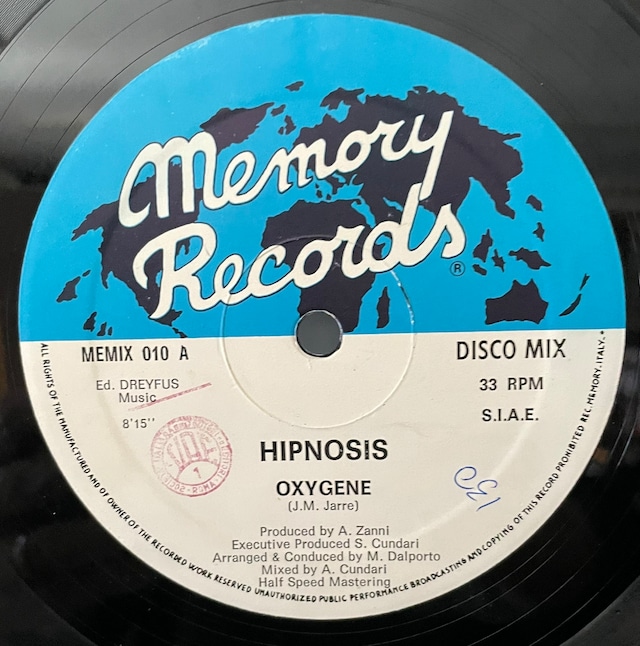 Memory
Records
®
MEMIX 010 A
DISCO MIX
Ed. DREYFUS
Music
33 RPM
8'15''
S.I.A.E.
HIPNOSIS
OXYGENE
(J.M. Jarre)
Produced by A. Zanni
Executive Produced S. Cundari
Arranged & Conducted by M. Dalporto
Mixed by A. Cundari
Half Speed Mastering
ALL RIGHTS OF THE MANUFACTURED AND OF OWNER OF THE RECORDED WORK RESERVED UNAUTHORIZED PUBLIC PERFORMANCE BROADCASTING AND COPYING OF THIS RECORD PROHIBITED REC. MEMORY. ITALY.